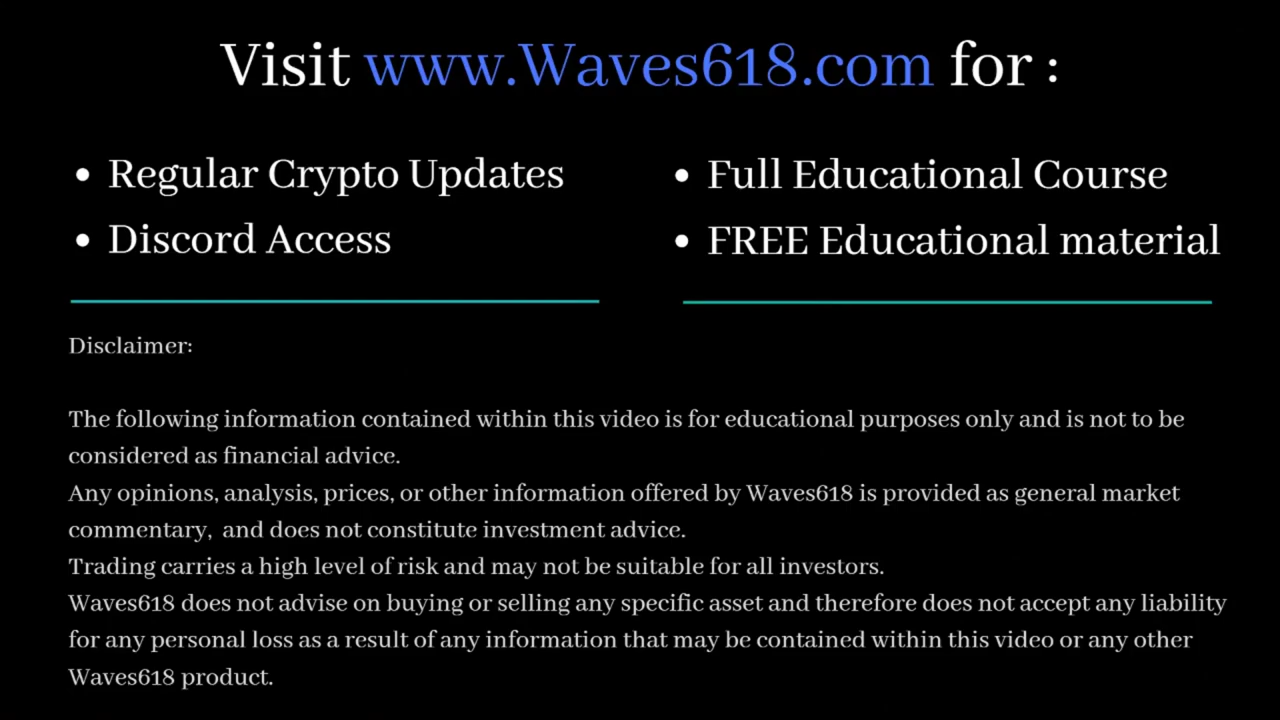 Visit www.Waves618.com for :
• Regular Crypto Updates
• Discord Access
• Full Educational Course
• FREE Educational material
Disclaimer:
The following information contained within this video is for educational purposes only and is not to be
considered as financial advice.
Any opinions, analysis, prices, or other information offered by Waves618 is provided as general market
commentary,  and does not constitute investment advice.
Trading carries a high level of risk and may not be suitable for all investors.
Waves618 does not advise on buying or selling any specific asset and therefore does not accept any liability
for any personal loss as a result of any information that may be contained within this video or any other
Waves618 product.